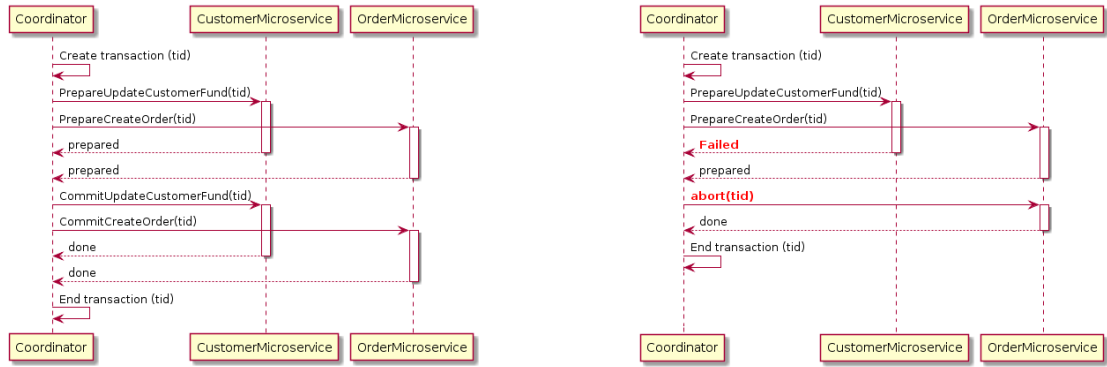 Coordinator
CustomerMicroservice
OrderMicroservice
Create transaction (tid)
PrepareUpdateCustomerFund(tid)
PrepareCreateOrder(tid)
prepared
prepared
CommitUpdateCustomerFund(tid)
CommitCreateOrder(tid)
done
done
End transaction (tid)
Coordinator
CustomerMicroservice
OrderMicroservice
Coordinator
CustomerMicroservice
OrderMicroservice
Create transaction (tid)
PrepareUpdateCustomerFund(tid)
PrepareCreateOrder(tid)
Failed
prepared
abort(tid)
done
End transaction (tid)
Coordinator
CustomerMicroservice
OrderMicroservice